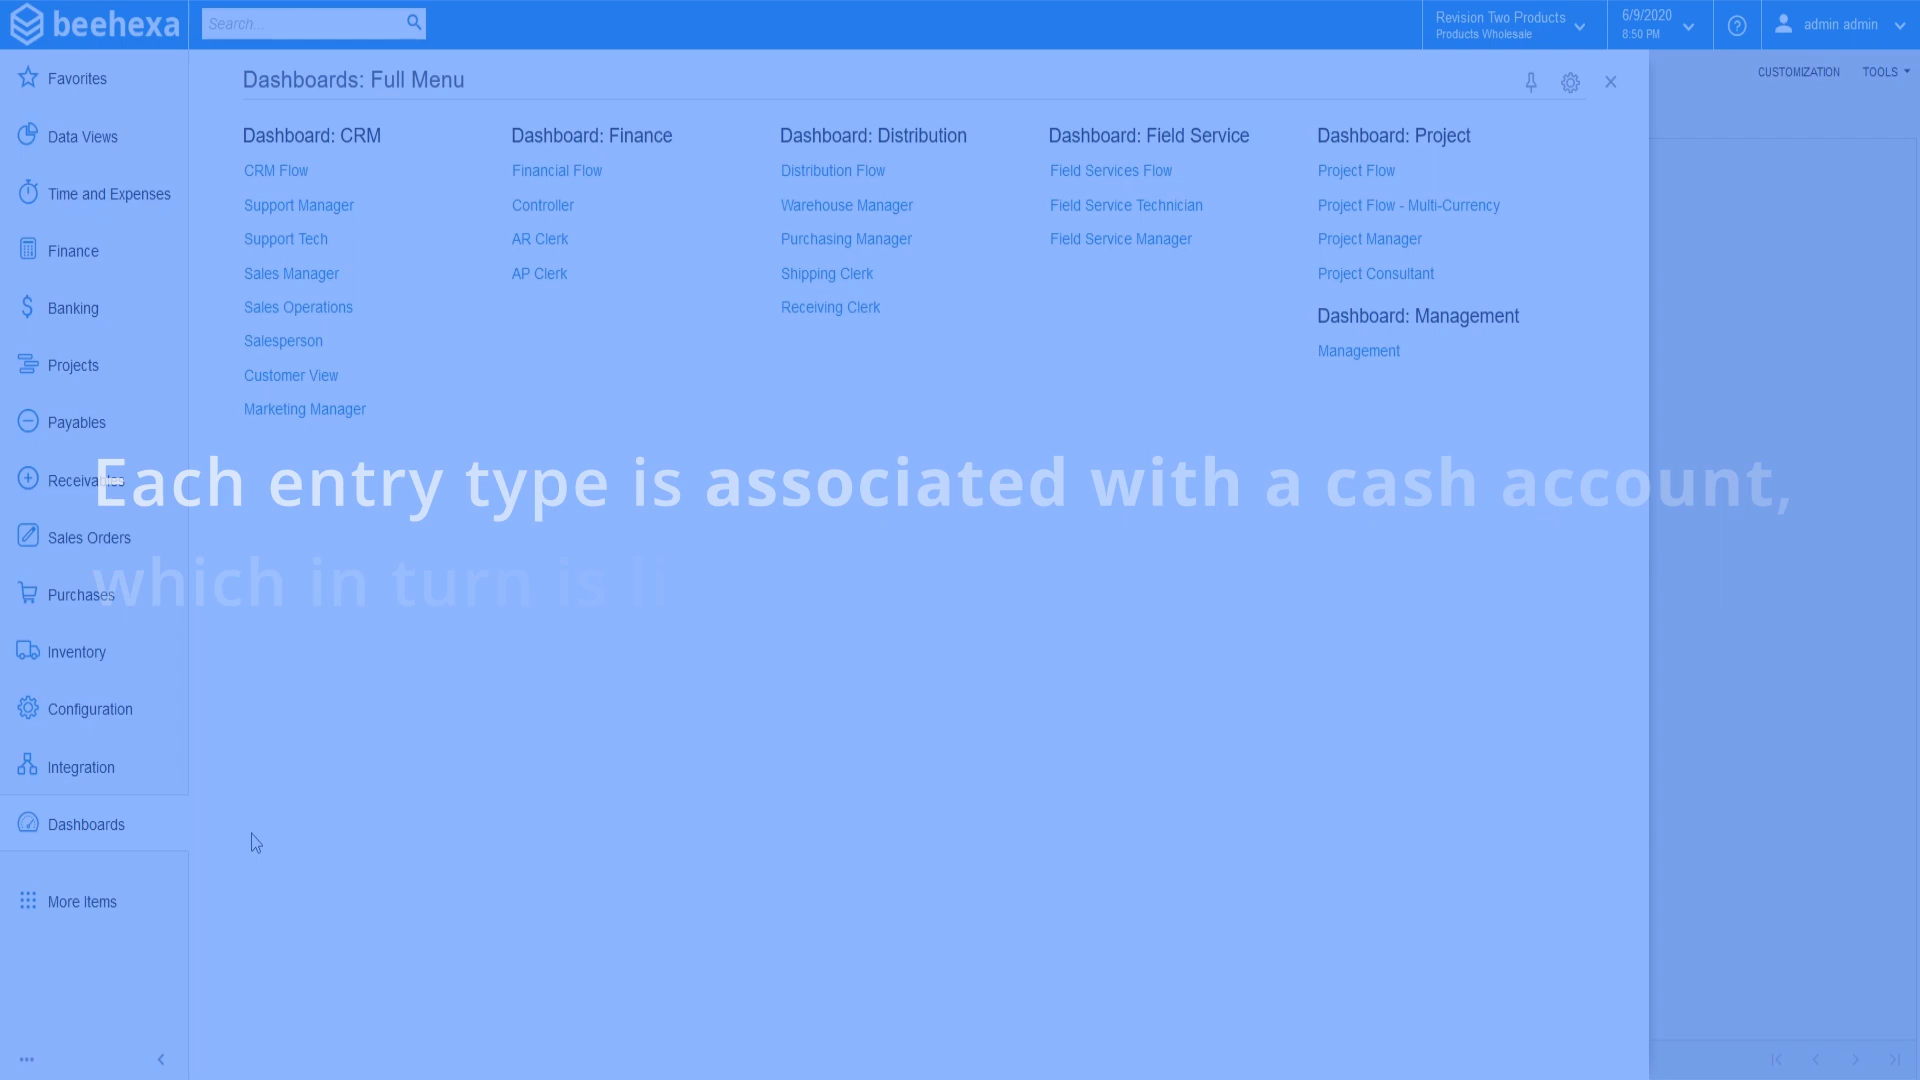 beehexa
Search...
Revision Two Products
Products Wholesale
6/9/2020
8:50 PM
admin admin
CUSTOMIZATION
TOOLS
Favorites
Data Views
Time and Expenses
Finance
Banking
Projects
Payables
Receivables
Sales Orders
Purchases
Inventory
Configuration
Integration
Dashboards
More Items
Dashboards: Full Menu
Dashboard: CRM
CRM Flow
Support Manager
Support Tech
Sales Manager
Sales Operations
Salesperson
Customer View
Marketing Manager
Dashboard: Finance
Financial Flow
Controller
AR Clerk
AP Clerk
Dashboard: Distribution
Distribution Flow
Warehouse Manager
Purchasing Manager
Shipping Clerk
Receiving Clerk
Dashboard: Field Service
Field Services Flow
Field Service Technician
Field Service Manager
Dashboard: Project
Project Flow
Project Flow - Multi-Currency
Project Manager
Project Consultant
Dashboard: Management
Management
Each entry type is associated with a cash account,
which in turn is li